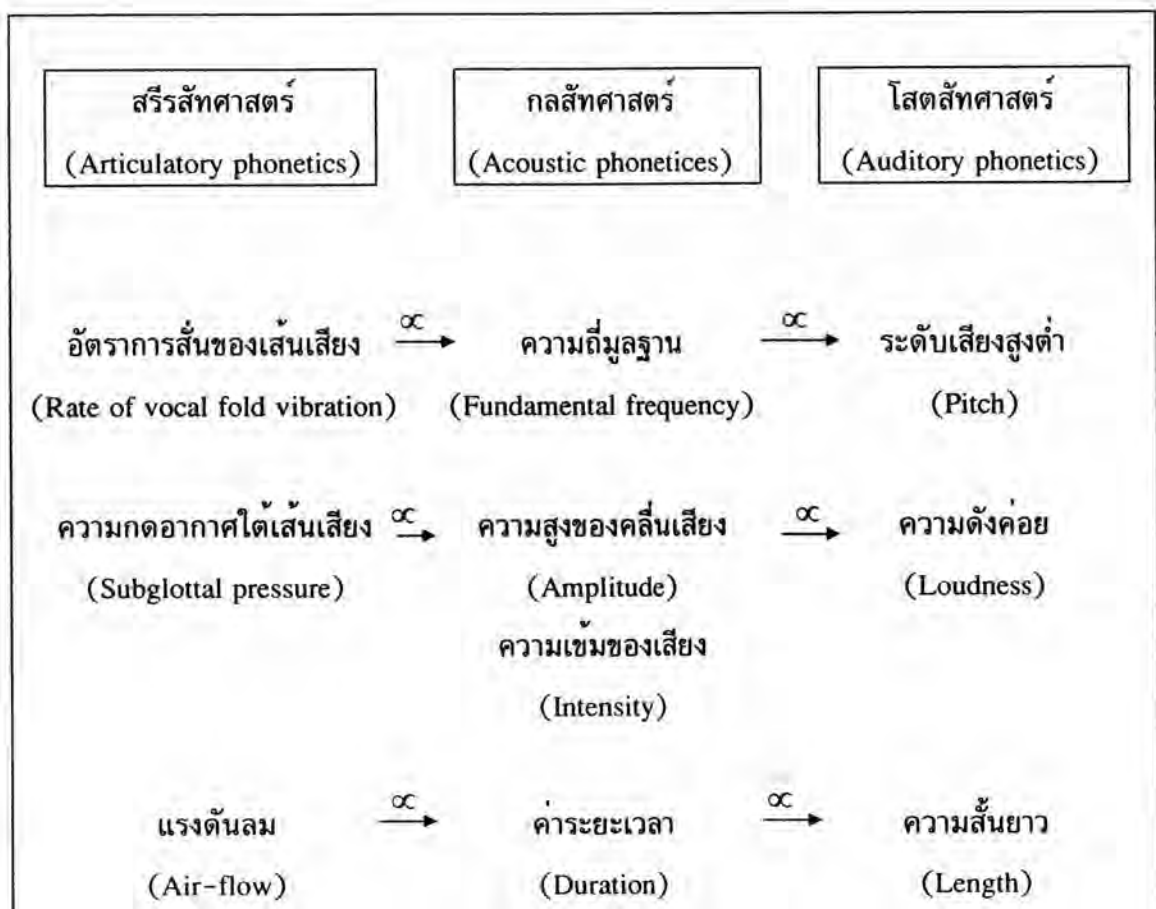 สรีรสัทศาสตร์ กลสัทศาสตร์ โสตสัทศาสตร์
(Articulatory phonetics) (Acoustic phonetices) (Auditory phonetics)
อัตราการสั่นของเส้นเสียง ∝→ ความถี่มูลฐาน ∝→ ระดับเสียงสูงต่ำ
(Rate of vocal fold vibration) (Fundamental frequency) (Pitch)
ความกดอากาศใต้เส้นเสียง ∝→ ความสูงของคลื่นเสียง ∝→ ความดังค่อย
(Subglottal pressure) (Amplitude) (Loudness)
ความเข้มของเสียง
(Intensity)
แรงดันลม ∝→ ค่าระยะเวลา ∝→ ความสั้นยาว
(Air-flow) (Duration) (Length)